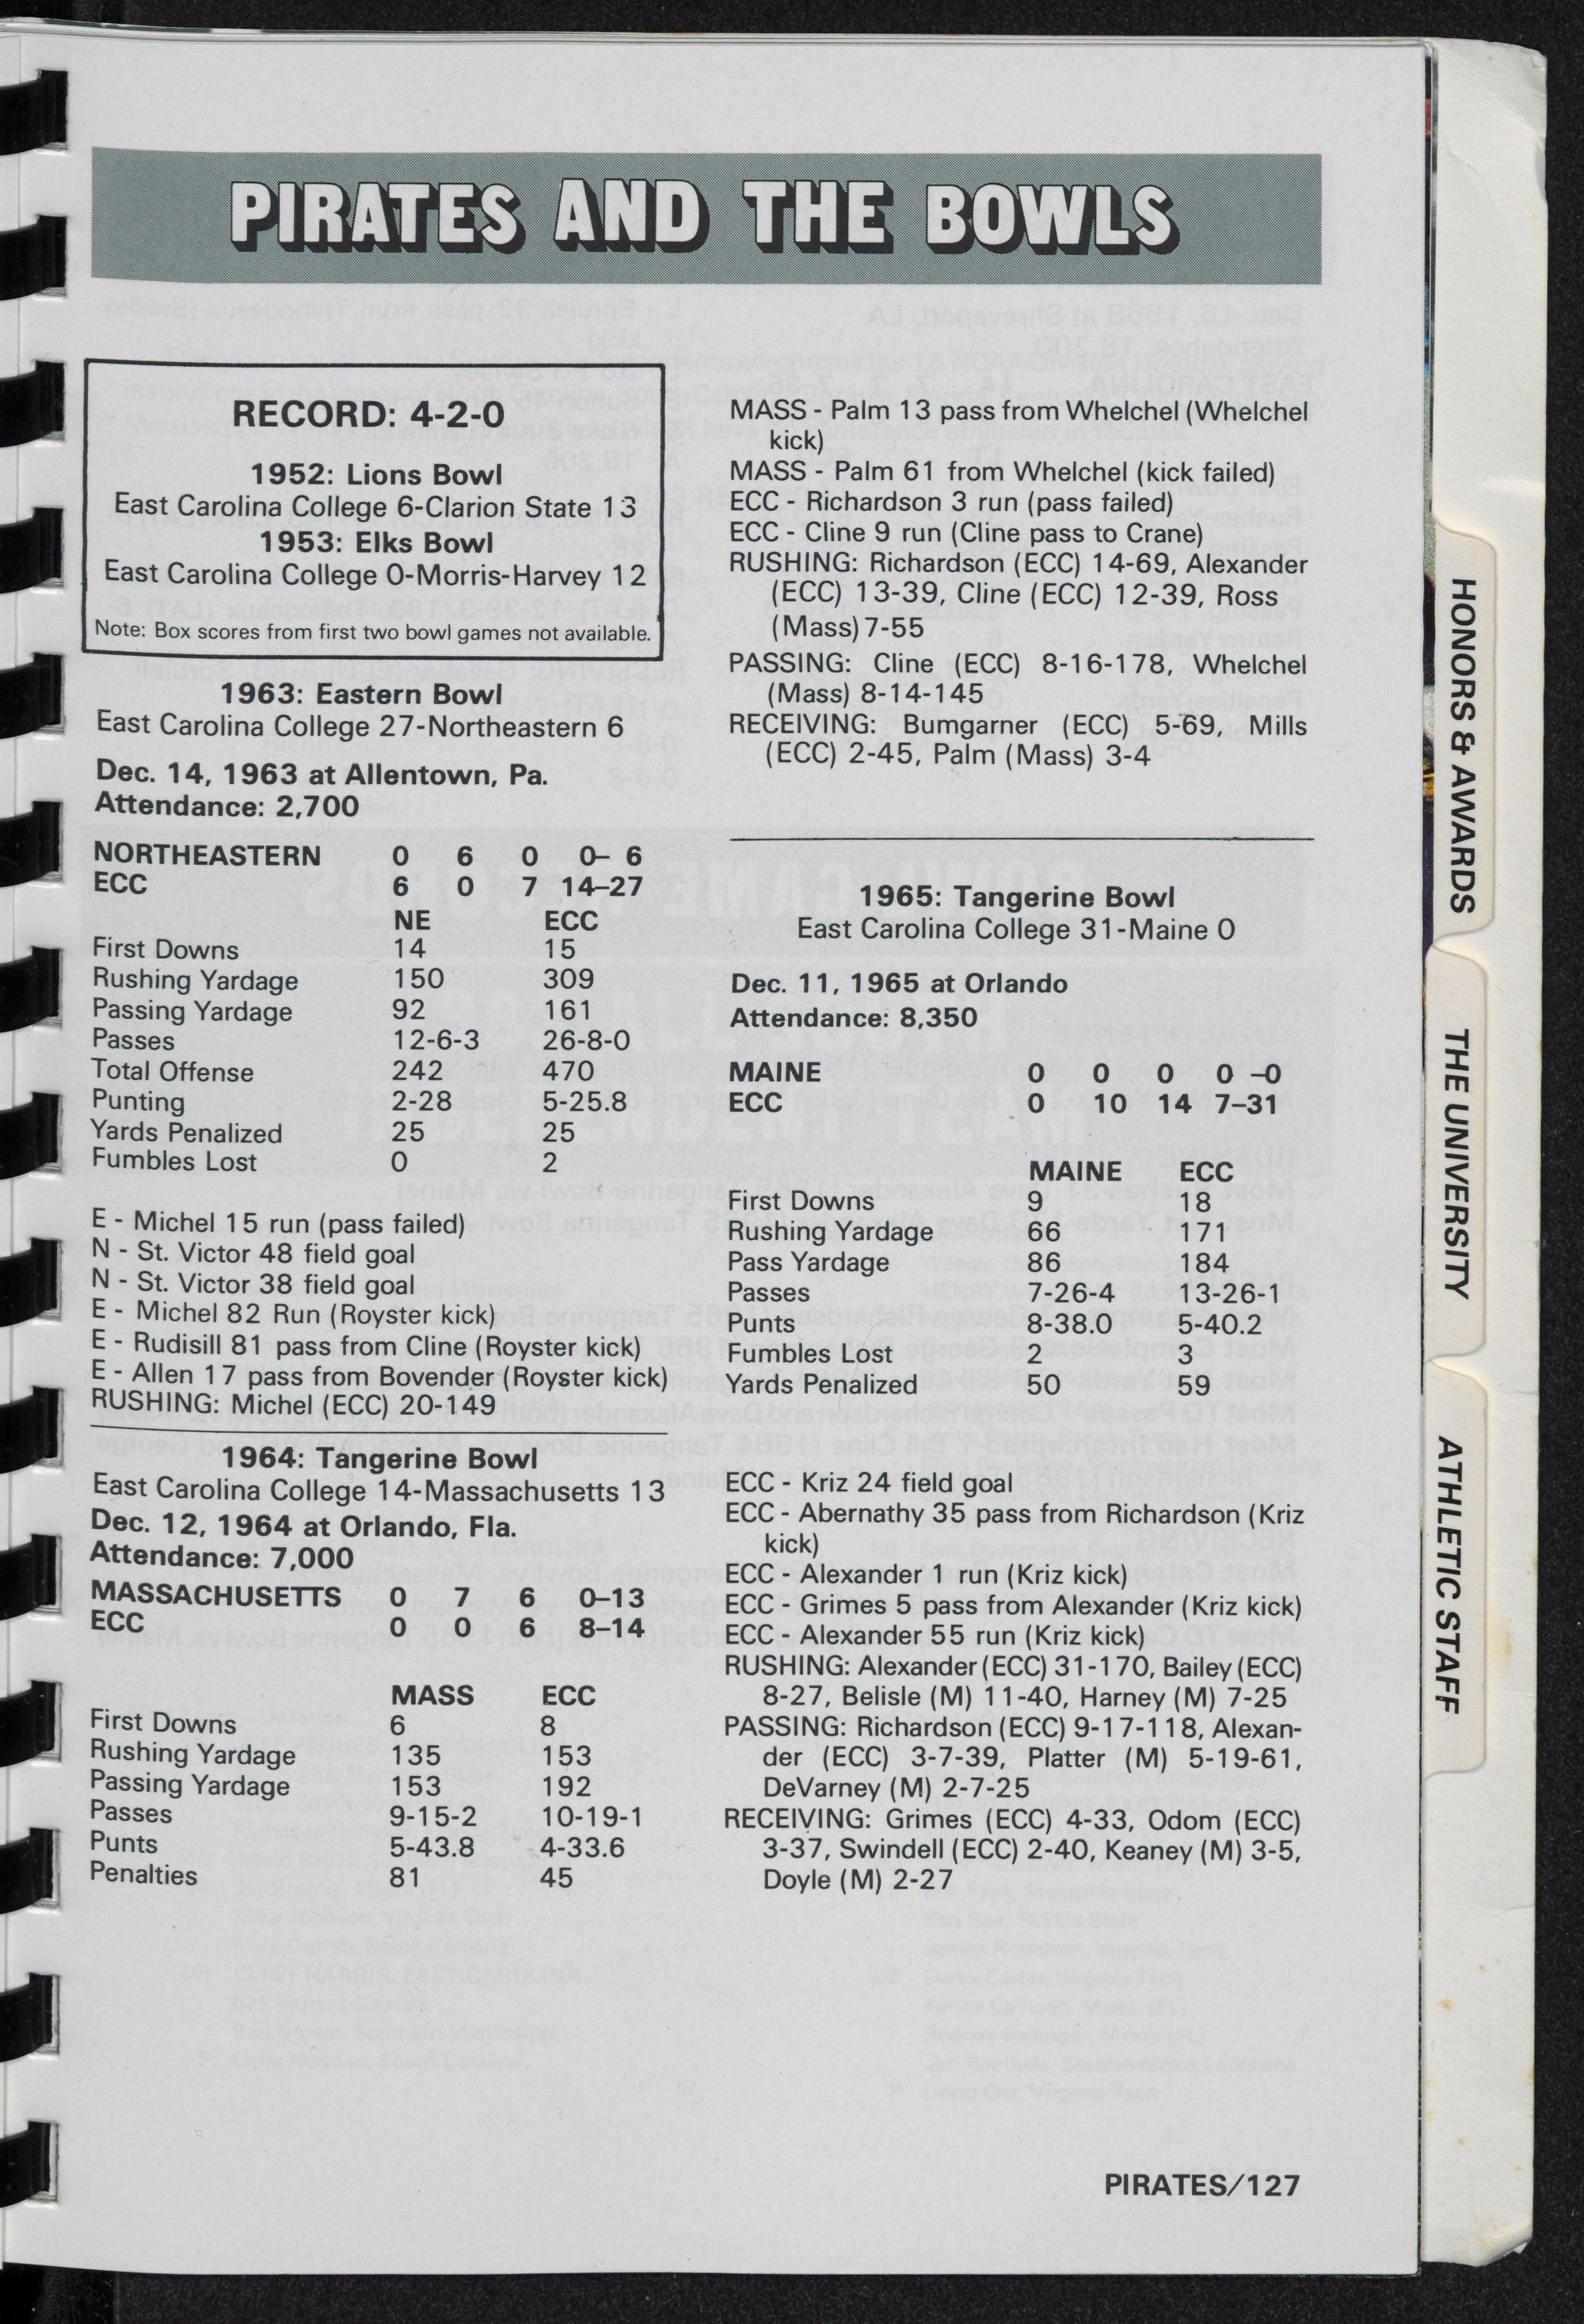 PIRATES AND THE BOWLS
RECORD: 4-2-0
1952: Lions Bowl
East Carolina College 6-Clarion State 13
1953: Elks Bowl
East Carolina College 0-Morris-Harvey 12
Note: Box scores from first two bowl games not available.
1963: Eastern Bowl
East Carolina College 27-Northeastern 6
Dec. 14, 1963 at Allentown, Pa.
Attendance: 2,700
NORTHEASTERN 0 6 0 0– 6
ECC 6 0 7 14–27
NE ECC
First Downs 14 15
Rushing Yardage 150 309
Passing Yardage 92 161
Passes 12-6-3 26-8-0
Total Offense 242 470
Punting 2-28 5-25.8
Yards Penalized 25 25
Fumbles Lost 0 2
E - Michel 15 run (pass failed)
N - St. Victor 48 field goal
N - St. Victor 38 field goal
E - Michel 82 Run (Royster kick)
E - Rudisill 81 pass from Cline (Royster kick)
E - Allen 17 pass from Bovender (Royster kick)
RUSHING: Michel (ECC) 20-149
1964: Tangerine Bowl
East Carolina College 14-Massachusetts 13
Dec. 12, 1964 at Orlando, Fla.
Attendance: 7,000
MASSACHUSETTS 0 7 6 0–13
ECC 0 0 6 8–14
MASS ECC
First Downs 6 8
Rushing Yardage 135 153
Passing Yardage 153 192
Passes 9-15-2 10-19-1
Punts 5-43.8 4-33.6
Penalties 81 45
MASS - Palm 13 pass from Whelchel (Whelchel
kick)
MASS - Palm 61 from Whelchel (kick failed)
ECC - Richardson 3 run (pass failed)
ECC - Cline 9 run (Cline pass to Crane)
RUSHING: Richardson (ECC) 14-69, Alexander
(ECC) 13-39, Cline (ECC) 12-39, Ross
(Mass) 7-55
PASSING: Cline (ECC) 8-16-178, Whelchel
(Mass) 8-14-145
RECEIVING: Bumgarner (ECC) 5-69, Mills
(ECC) 2-45, Palm (Mass) 3-4
1965: Tangerine Bowl
East Carolina College 31-Maine 0
Dec. 11, 1965 at Orlando
Attendance: 8,350
MAINE 0 0 0 0 –0
ECC 0 10 14 7–31
MAINE ECC
First Downs 9 18
Rushing Yardage 66 171
Pass Yardage 86 184
Passes 7-26-4 13-26-1
Punts 8-38.0 5-40.2
Fumbles Lost 2 3
Yards Penalized 50 59
ECC - Kriz 24 field goal
ECC - Abernathy 35 pass from Richardson (Kriz
kick)
ECC - Alexander 1 run (Kriz kick)
ECC - Grimes 5 pass from Alexander (Kriz kick)
ECC - Alexander 55 run (Kriz kick)
RUSHING: Alexander (ECC) 31-170, Bailey (ECC)
8-27, Belisle (M) 11-40, Harney (M) 7-25
PASSING: Richardson (ECC) 9-17-118, Alexan-
der (ECC) 3-7-39, Platter (M) 5-19-61,
DeVarney (M) 2-7-25
RECEIVING: Grimes (ECC) 4-33, Odom (ECC)
3-37, Swindell (ECC) 2-40, Keaney (M) 3-5,
Doyle (M) 2-27
PIRATES/127
HONORS & AWARDS
THE UNIVERSITY
ATHLETIC STAFF